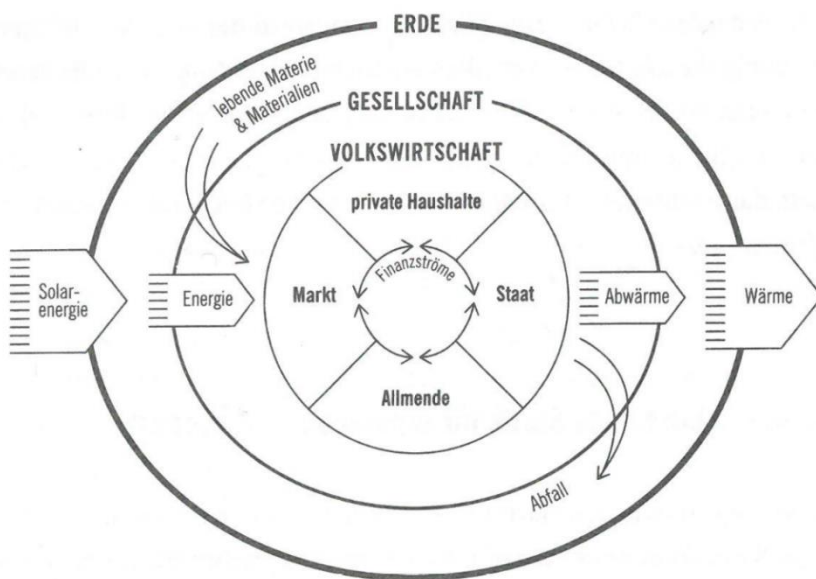 ERDE
lebende Materie
& Materialien
GESELLSCHAFT
VOLKSWIRTSCHAFT
private Haushalte
Finanzströme
Solar-
energie
Energie
Markt
Staat
Abwärme
Wärme
Allmende
Abfall